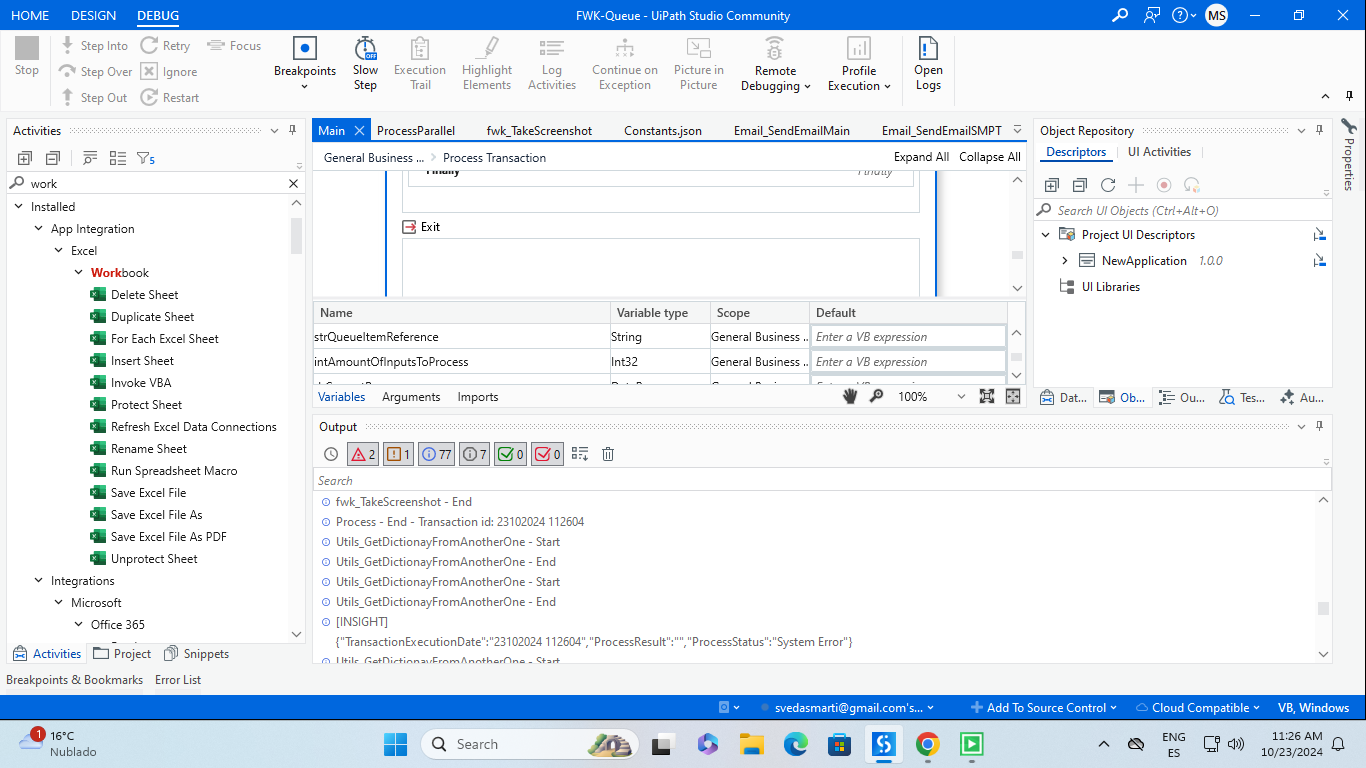 HOME DESIGN DEBUG FWK-Queue - UiPath Studio Community MS
Stop
Step Into Retry Focus
Step Over Ignore
Step Out Restart
Breakpoints
Slow Step
Execution Trail
Highlight Elements
Log Activities
Continue on Exception
Picture in Picture
Remote Debugging
Profile Execution
Open Logs
Activities
5
work
Installed
App Integration
Excel
Workbook
Delete Sheet
Duplicate Sheet
For Each Excel Sheet
Insert Sheet
Invoke VBA
Protect Sheet
Refresh Excel Data Connections
Rename Sheet
Run Spreadsheet Macro
Save Excel File
Save Excel File As
Save Excel File As PDF
Unprotect Sheet
Integrations
Microsoft
Office 365
Activities Project Snippets
Main ProcessParallel fwk_TakeScreenshot Constants.json Email_SendEmailMain Email_SendEmailSMPT
General Business ... Process Transaction Expand All Collapse All
Finally Finally
Exit
Name Variable type Scope Default
strQueueItemReference String General Business .. Enter a VB expression
intAmountOfInputsToProcess Int32 General Business .. Enter a VB expression
Variables Arguments Imports 100%
Output
2 1 77 7 0 0
Search
fwk_TakeScreenshot - End
Process - End - Transaction id: 23102024 112604
Utils_GetDictionayFromAnotherOne - Start
Utils_GetDictionayFromAnotherOne - End
Utils_GetDictionayFromAnotherOne - Start
Utils_GetDictionayFromAnotherOne - End
[INSIGHT]
{"TransactionExecutionDate":"23102024 112604","ProcessResult":"","ProcessStatus":"System Error"}
Utils_GetDictionayFromAnotherOne - Start
Object Repository
Descriptors UI Activities
Search UI Objects (Ctrl+Alt+O)
Project UI Descriptors
NewApplication 1.0.0
UI Libraries
Dat... Ob... Ou... Tes... Au...
Properties
Breakpoints & Bookmarks Error List
svedasmarti@gmail.com's... Add To Source Control Cloud Compatible VB, Windows
1
16°C
Nublado
Search
ENG
ES
11:26 AM
10/23/2024